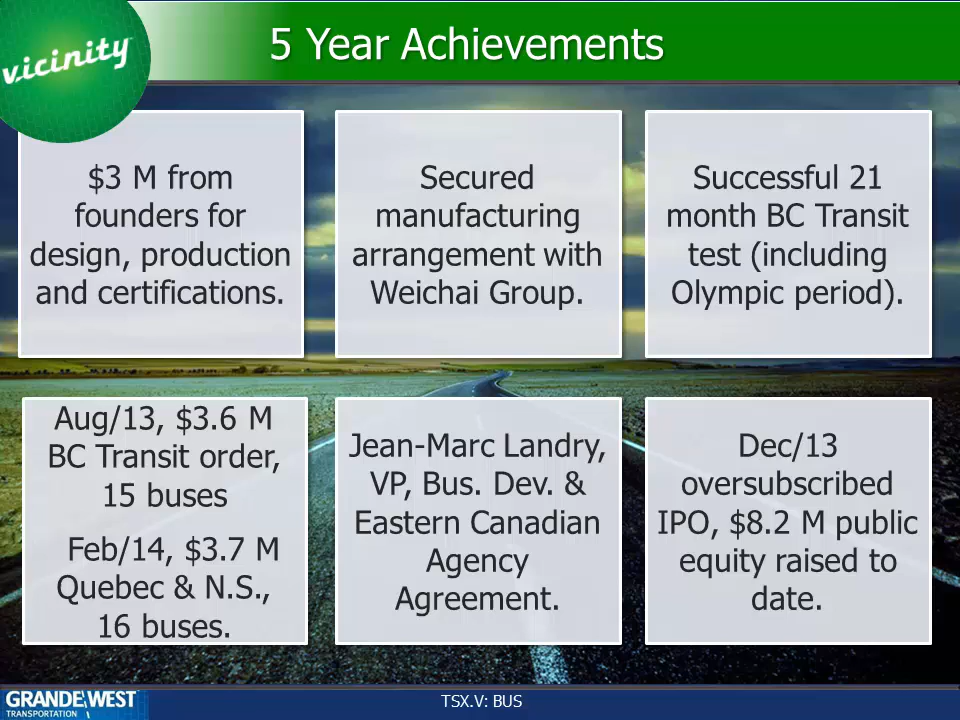 vicinity
5 Year Achievements
$3 M from
founders for
design, production
and certifications.
Secured
manufacturing
arrangement with
Weichai Group.
Successful 21
month BC Transit
test (including
Olympic period).
Aug/13, $3.6 M
BC Transit order,
15 buses
Feb/14, $3.7 M
Quebec & N.S.,
16 buses.
Jean-Marc Landry,
VP, Bus. Dev. &
Eastern Canadian
Agency
Agreement.
Dec/13
oversubscribed
IPO, $8.2 M public
equity raised to
date.
GRANDE WEST
TRANSPORTATION
TSX.V: BUS